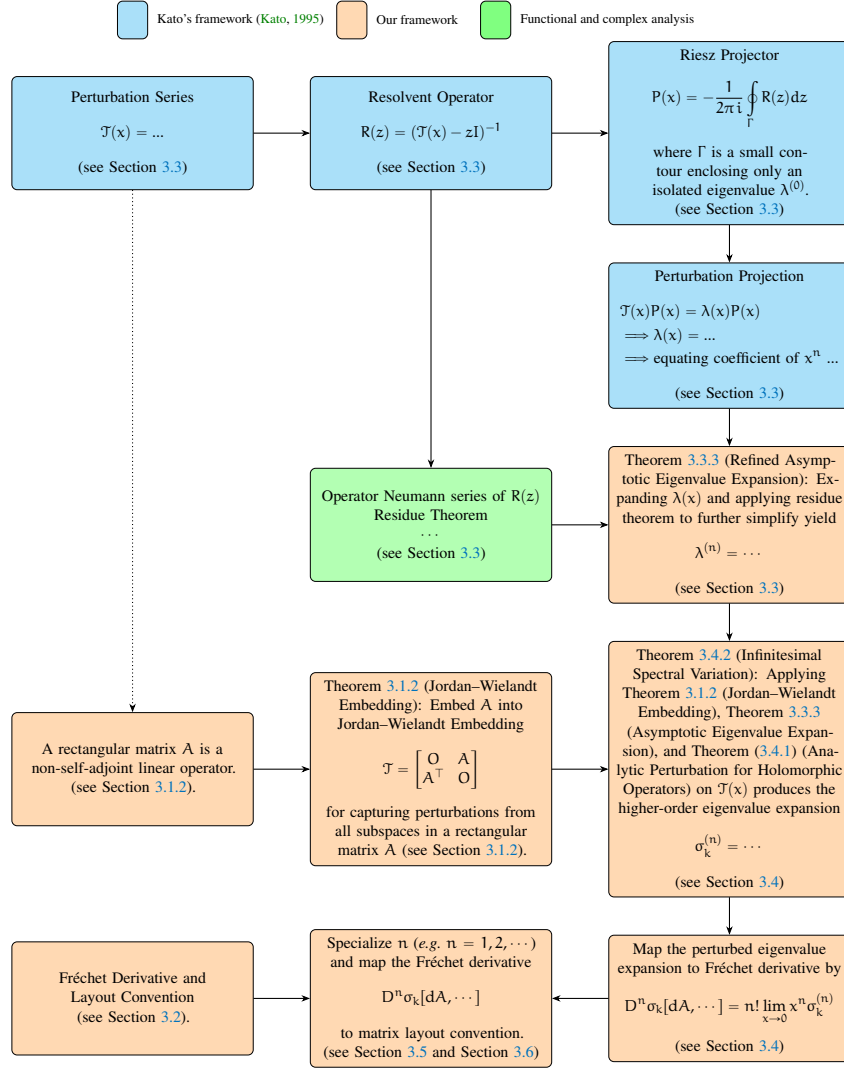 Kato's framework (Kato, 1995)
Our framework
Functional and complex analysis
Perturbation Series
𝒯(x) = ...
(see Section 3.3)
Resolvent Operator
R(z) = (𝒯(x) − zI)⁻¹
(see Section 3.3)
Riesz Projector
P(x) = − 1/(2πi) ∮_Γ R(z)dz
where Γ is a small con-
tour enclosing only an
isolated eigenvalue λ⁽⁰⁾.
(see Section 3.3)
Perturbation Projection
𝒯(x)P(x) = λ(x)P(x)
⟹ λ(x) = ...
⟹ equating coefficient of xⁿ ...
(see Section 3.3)
Operator Neumann series of R(z)
Residue Theorem
⋯
(see Section 3.3)
Theorem 3.3.3 (Refined Asymp-
totic Eigenvalue Expansion): Ex-
panding λ(x) and applying residue
theorem to further simplify yield
λ⁽ⁿ⁾ = ⋯
(see Section 3.3)
A rectangular matrix A is a
non-self-adjoint linear operator.
(see Section 3.1.2).
Theorem 3.1.2 (Jordan–Wielandt
Embedding): Embed A into
Jordan–Wielandt Embedding
𝒯 = [O A
A⊤ O]
for capturing perturbations from
all subspaces in a rectangular
matrix A (see Section 3.1.2).
Theorem 3.4.2 (Infinitesimal
Spectral Variation): Applying
Theorem 3.1.2 (Jordan–Wielandt
Embedding), Theorem 3.3.3
(Asymptotic Eigenvalue Expan-
sion), and Theorem (3.4.1) (Ana-
lytic Perturbation for Holomorphic
Operators) on 𝒯(x) produces the
higher-order eigenvalue expansion
σₖ⁽ⁿ⁾ = ⋯
(see Section 3.4)
Fréchet Derivative and
Layout Convention
(see Section 3.2).
Specialize n (e.g. n = 1, 2, ⋯)
and map the Fréchet derivative
Dⁿσₖ[dA, ⋯]
to matrix layout convention.
(see Section 3.5 and Section 3.6)
Map the perturbed eigenvalue
expansion to Fréchet derivative by
Dⁿσₖ[dA, ⋯] = n! lim_{x→0} xⁿσₖ⁽ⁿ⁾
(see Section 3.4)